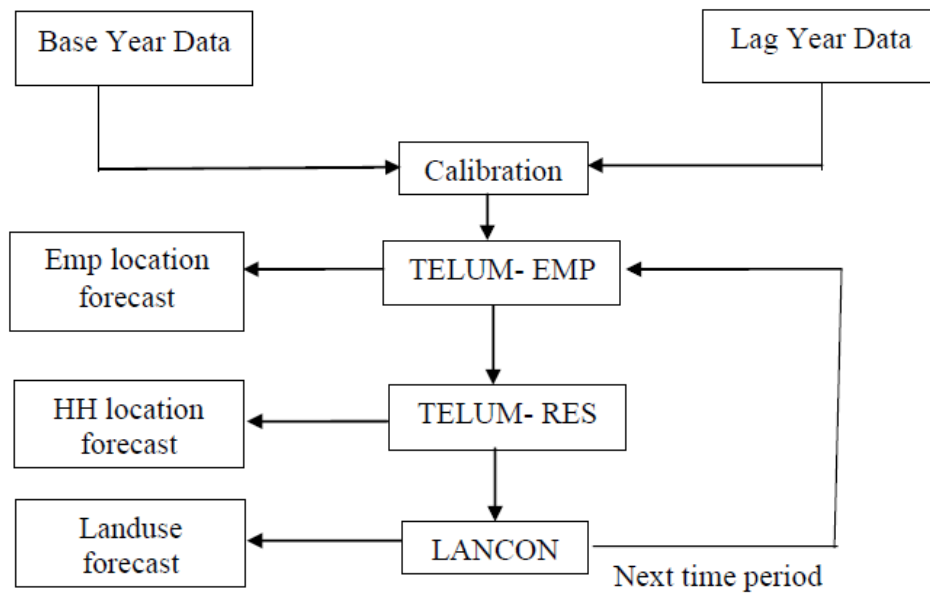 Base Year Data
Lag Year Data
Calibration
Emp location
forecast
TELUM- EMP
HH location
forecast
TELUM- RES
Landuse
forecast
LANCON
Next time period